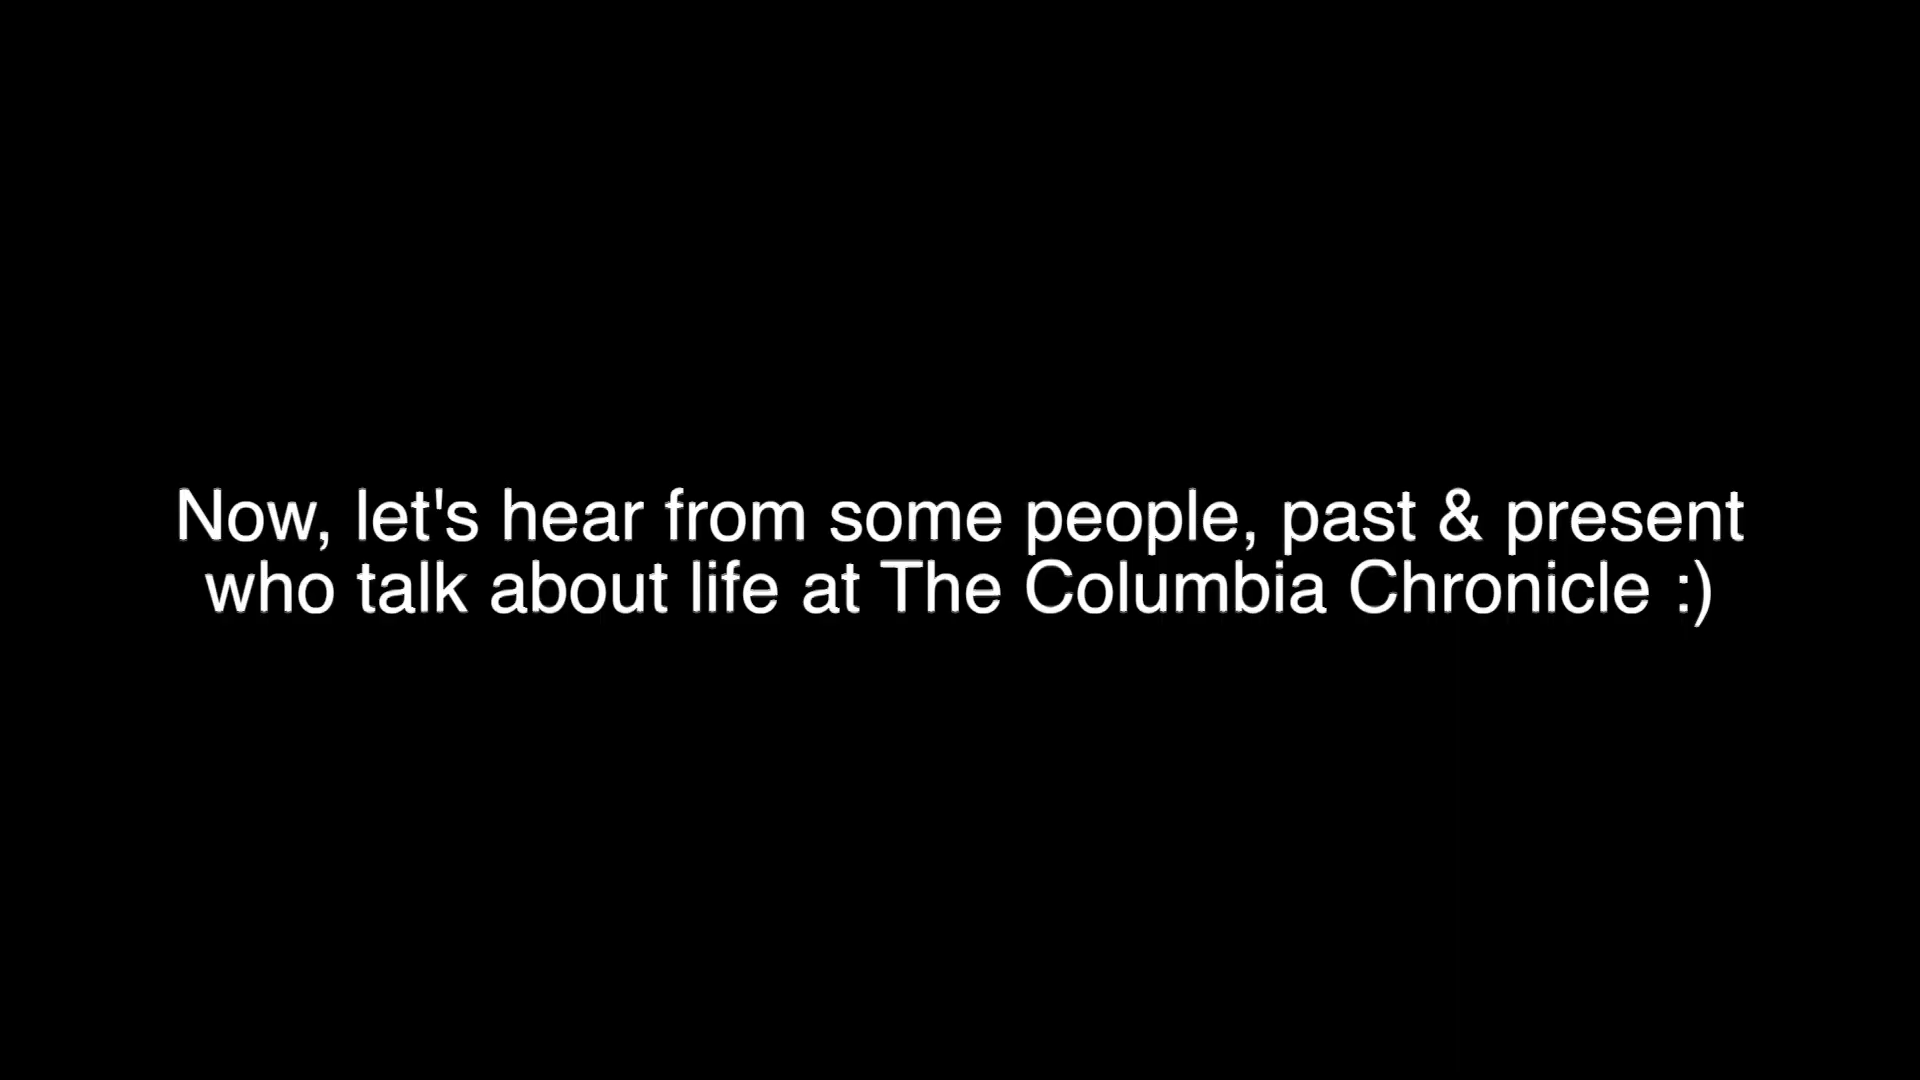 Now, let's hear from some people, past & present
who talk about life at The Columbia Chronicle :)